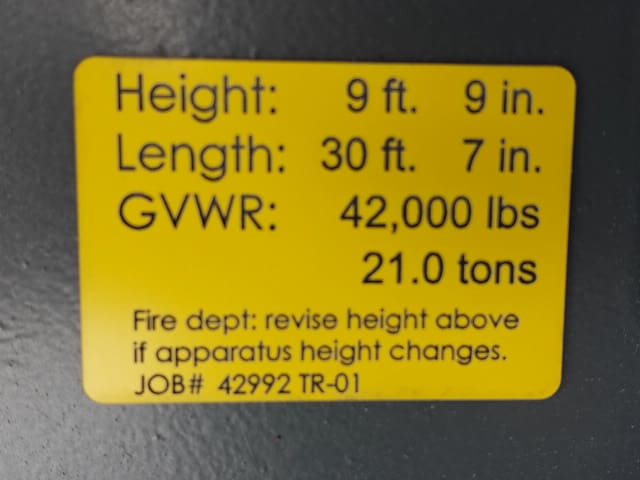 Height: 9 ft. 9 in.
Length: 30 ft. 7 in.
GVWR: 42,000 lbs
21.0 tons
Fire dept: revise height above
if apparatus height changes.
JOB# 42992 TR-01